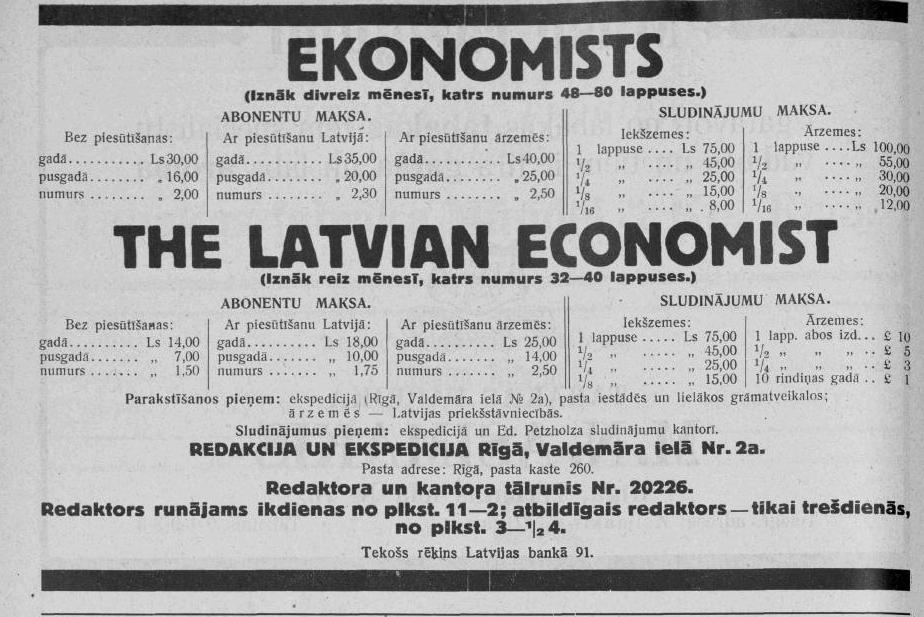 EKONOMISTS
(Iznāk divreiz mēnesī, katrs numurs 48—80 lappuses.)
ABONENTU MAKSA.
Bez piesūtīšanas:
gadā.......... Ls 30,00
pusgadā........ „ 16,00
numurs ........ „ 2,00
Ar piesūtīšanu Latvijā:
gadā.......... Ls 35,00
pusgadā........ „ 20,00
numurs ........ „ 2,30
Ar piesūtīšanu ārzemēs:
gadā.......... Ls 40,00
pusgadā........ „ 25,00
numurs ........ „ 2,50
SLUDINĀJUMU MAKSA.
Iekšzemes:
1 lappuse .... Ls 75,00
1/2 „ .... „ 45,00
1/4 „ .... „ 25,00
1/8 „ .... „ 15,00
1/16 „ .... „ 8,00
Ārzemes:
1 lappuse ....Ls 100,00
1/2 „ .... „ 55,00
1/4 „ .... „ 30,00
1/8 „ .... „ 20,00
1/16 „ .... „ 12,00
THE LATVIAN ECONOMIST
(Iznāk reiz mēnesī, katrs numurs 32—40 lappuses.)
ABONENTU MAKSA.
Bez piesūtīšanas:
gadā.......... Ls 14,00
pusgadā........ „ 7,00
numurs ........ „ 1,50
Ar piesūtīšanu Latvijā:
gadā.......... Ls 18,00
pusgadā........ „ 10,00
numurs ........ „ 1,75
Ar piesūtīšanu ārzemēs:
gadā.......... Ls 25,00
pusgadā........ „ 14,00
numurs ........ „ 2,50
SLUDINĀJUMU MAKSA.
Iekšzemes:
1 lappuse ..... Ls 75,00
1/2 „ ..... „ 45,00
1/4 „ ..... „ 25,00
1/8 „ ..... „ 15,00
Ārzemes:
1 lapp. abos izd... £ 10
1/2 „ „ „ .. £ 5
1/4 „ „ „ .. £ 3
10 rindiņas gadā .. £ 1
Parakstīšanos pieņem: ekspedicijā (Rīgā, Valdemāra ielā № 2a), pasta iestādēs un lielākos grāmatveikalos;
ārzemēs — Latvijas priekšstāvniecībās.
Sludinājumus pieņem: ekspedicijā un Ed. Petzholza sludinājumu kantorī.
REDAKCIJA UN EKSPEDICIJA Rīgā, Valdemāra ielā Nr. 2a.
Pasta adrese: Rīgā, pasta kaste 260.
Redaktora un kantoŗa tālrunis Nr. 20226.
Redaktors runājams ikdienas no plkst. 11—2; atbildīgais redaktors — tikai trešdienās,
no plkst. 3—1/2 4.
Tekošs rēķins Latvijas bankā 91.